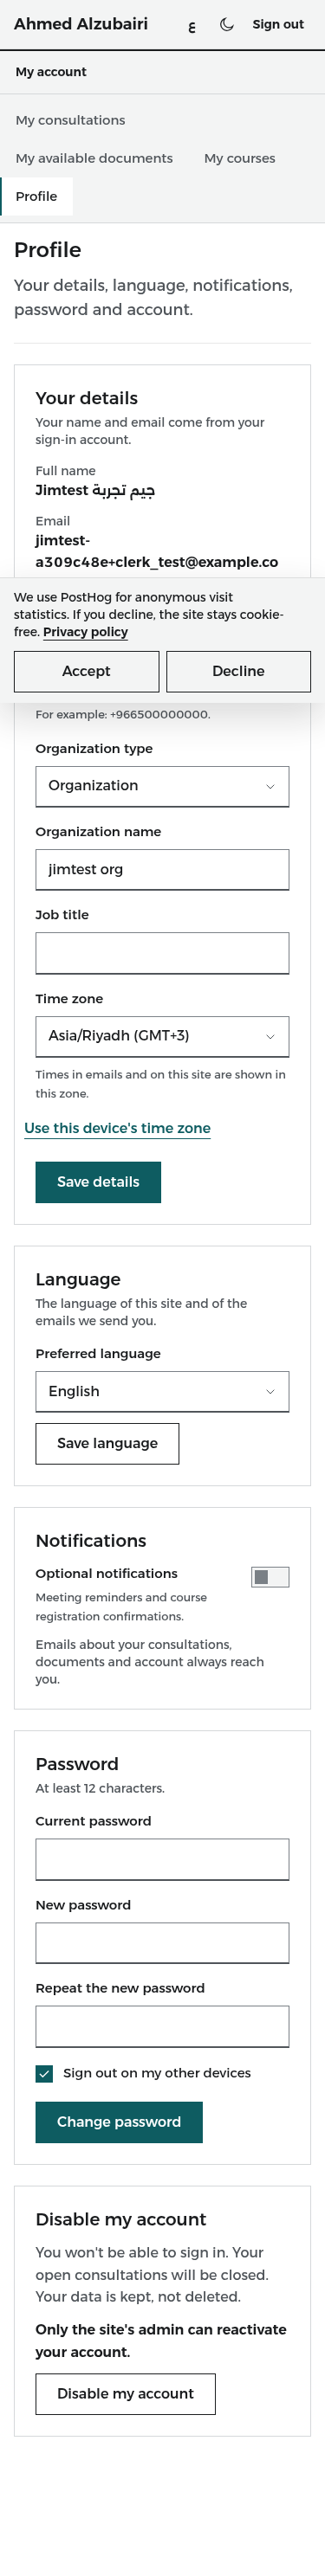 Ahmed Alzubairi
ع
Sign out
My account
My consultations
My available documents
My courses
Profile
Profile
Your details, language, notifications,
password and account.
Your details
Your name and email come from your
sign-in account.
Full name
Jimtest جيم تجربة
Email
jimtest-
a309c48e+clerk_test@example.co
We use PostHog for anonymous visit
statistics. If you decline, the site stays cookie-
free. Privacy policy
Accept
Decline
For example: +966500000000.
Organization type
Organization
Organization name
jimtest org
Job title
Time zone
Asia/Riyadh (GMT+3)
Times in emails and on this site are shown in
this zone.
Use this device's time zone
Save details
Language
The language of this site and of the
emails we send you.
Preferred language
English
Save language
Notifications
Optional notifications
Meeting reminders and course
registration confirmations.
Emails about your consultations,
documents and account always reach
you.
Password
At least 12 characters.
Current password
New password
Repeat the new password
Sign out on my other devices
Change password
Disable my account
You won't be able to sign in. Your
open consultations will be closed.
Your data is kept, not deleted.
Only the site's admin can reactivate
your account.
Disable my account